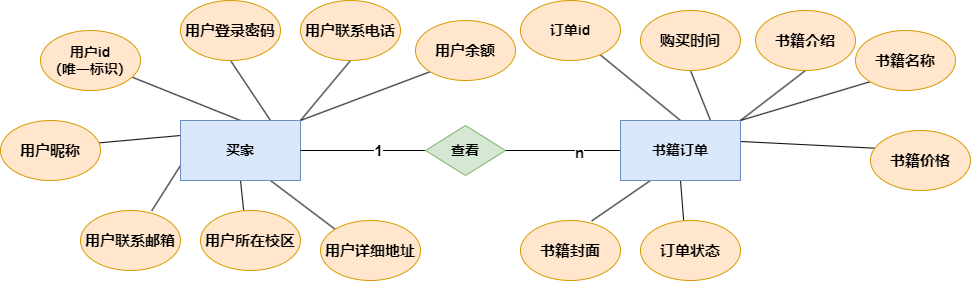 用户id
(唯一标识)
用户登录密码
用户联系电话
用户余额
用户昵称
买家
用户联系邮箱
用户所在校区
用户详细地址
1
查看
n
订单id
购买时间
书籍介绍
书籍名称
书籍订单
书籍价格
书籍封面
订单状态